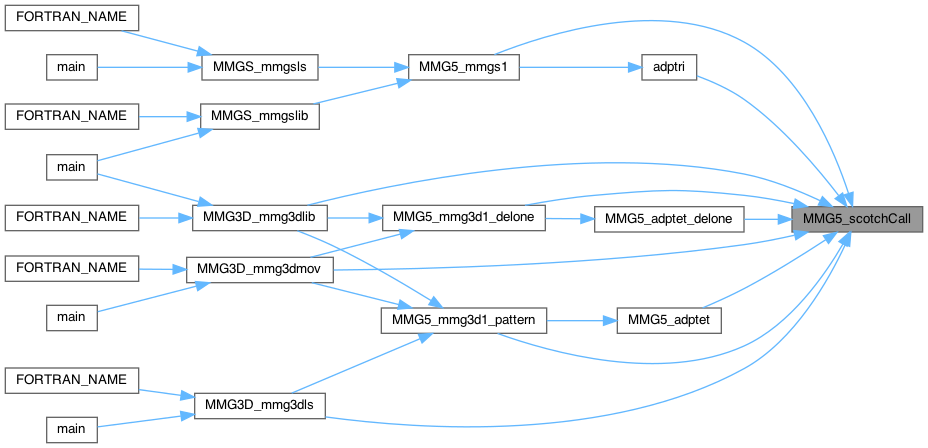 FORTRAN_NAME
main
MMGS_mmgsls
MMG5_mmgs1
adptri
FORTRAN_NAME
MMGS_mmgslib
main
FORTRAN_NAME
MMG3D_mmg3dlib
MMG5_mmg3d1_delone
MMG5_adptet_delone
MMG5_scotchCall
FORTRAN_NAME
MMG3D_mmg3dmov
main
MMG5_mmg3d1_pattern
MMG5_adptet
FORTRAN_NAME
MMG3D_mmg3dls
main